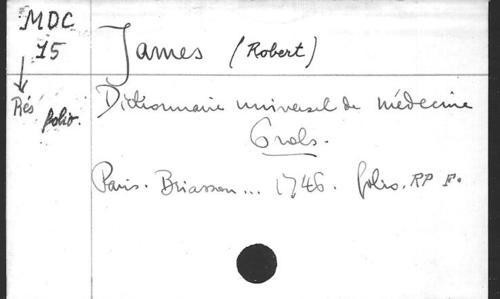 MDC
75
Rés folio.
James (Robert)
Dictionnaire universel de médecine
6 vols.
Paris. Briasson... 1746. folio. RP F.